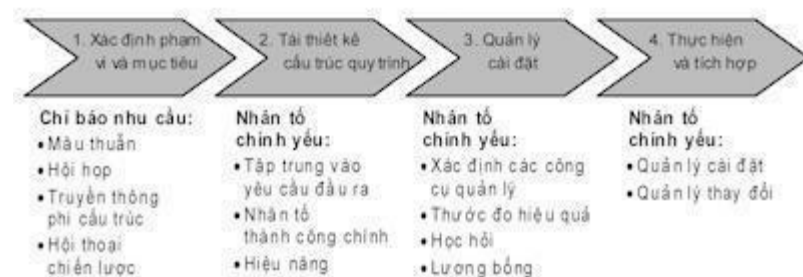 1. Xác định phạm
vi và mục tiêu
2. Tái thiết kế
cấu trúc quy trình
3. Quản lý
cài đặt
4. Thực hiện
và tích hợp
Chỉ báo nhu cầu:
•Màu thuẫn
•Hội họp
•Truyền thông
phi cấu trúc
•Hội thoại
chiến lược
Nhân tố
chính yếu:
•Tập trung vào
yêu cầu đầu ra
•Nhân tố
thành công chính
•Hiệu năng
Nhân tố
chính yếu:
•Xác định các công
cụ quản lý
•Thước đo hiệu quả
•Học hỏi
•Lương bổng
Nhân tố
chính yếu:
•Quản lý cài đặt
•Quản lý thay đổi